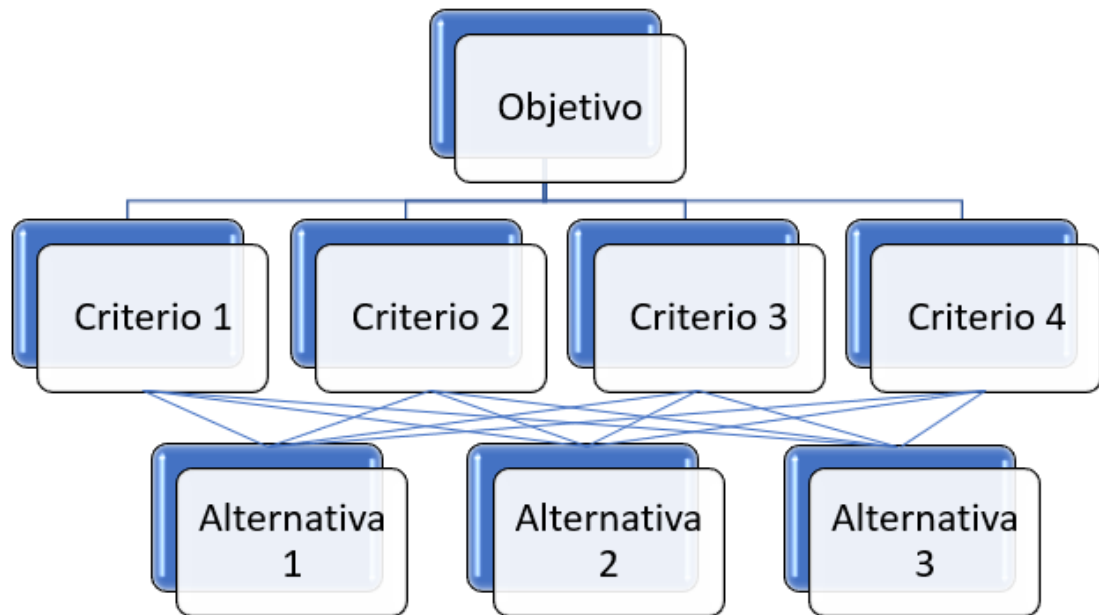 Objetivo
Criterio 1
Criterio 2
Criterio 3
Criterio 4
Alternativa
1
Alternativa
2
Alternativa
3